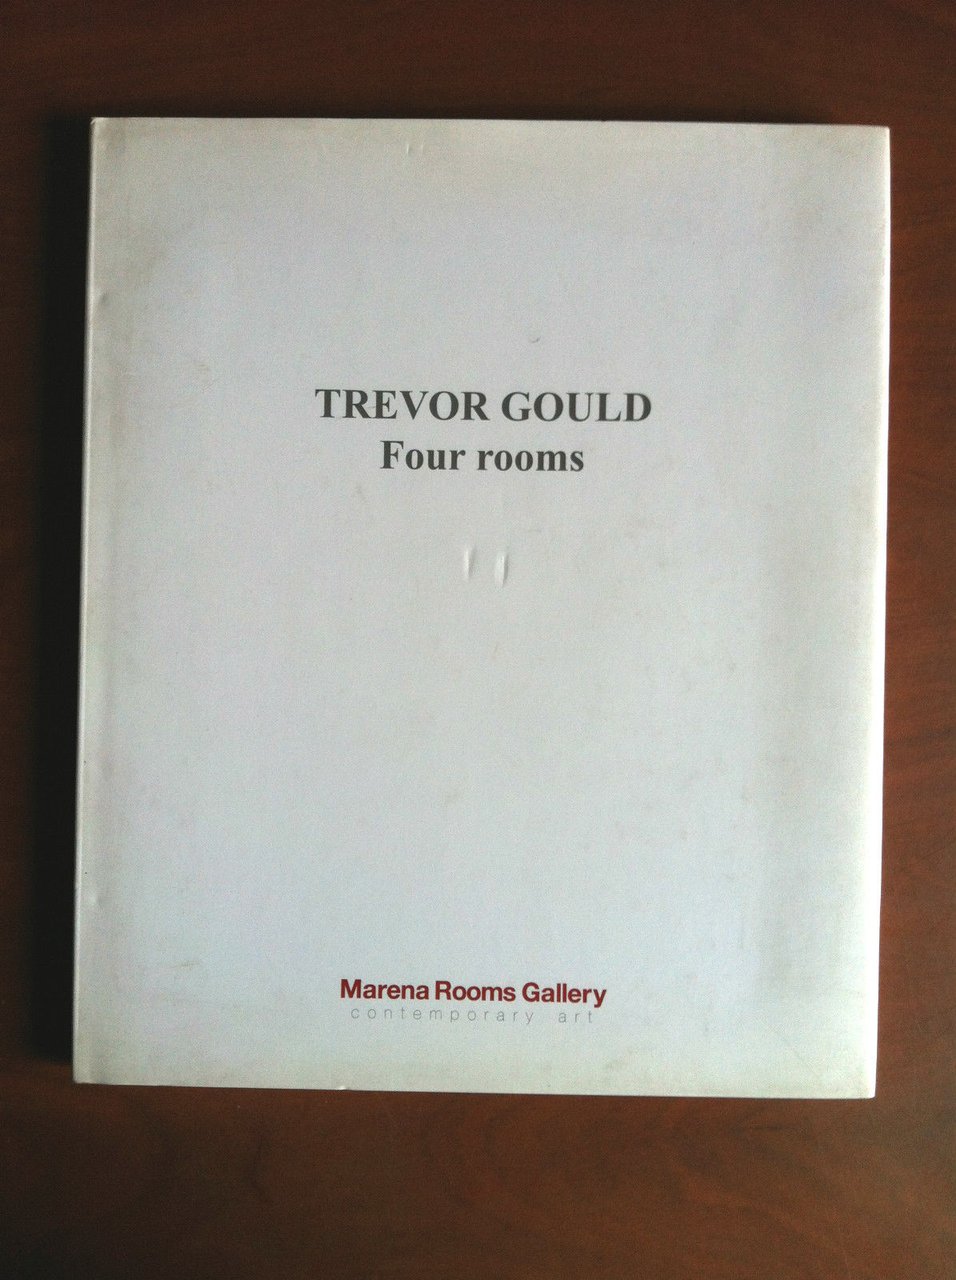 TREVOR GOULD
Four rooms
Marena Rooms Gallery
contemporary art